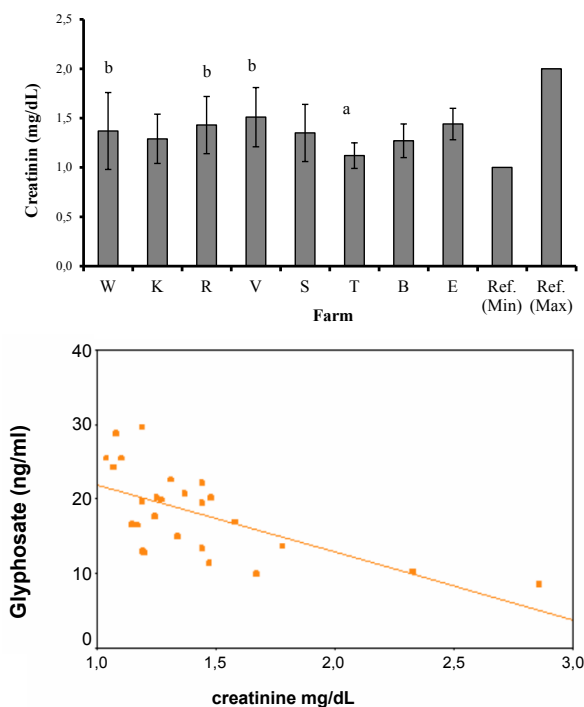 2,5
2,0
1,5
1,0
0,5
0,0
Creatinin (mg/dL)
b b b a
W K R V S T B E Ref. (Min) Ref. (Max)
Farm
40
30
20
10
0
Glyphosate (ng/ml)
1,0 1,5 2,0 2,5 3,0
creatinine mg/dL